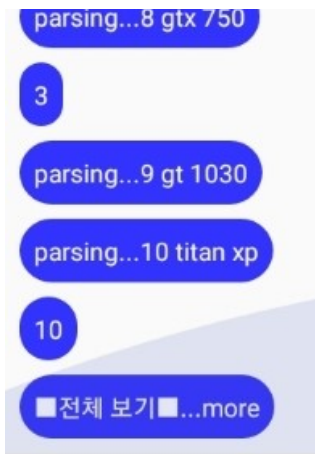 parsing...8 gtx 750
3
parsing...9 gt 1030
parsing...10 titan xp
10
■전체 보기■...more